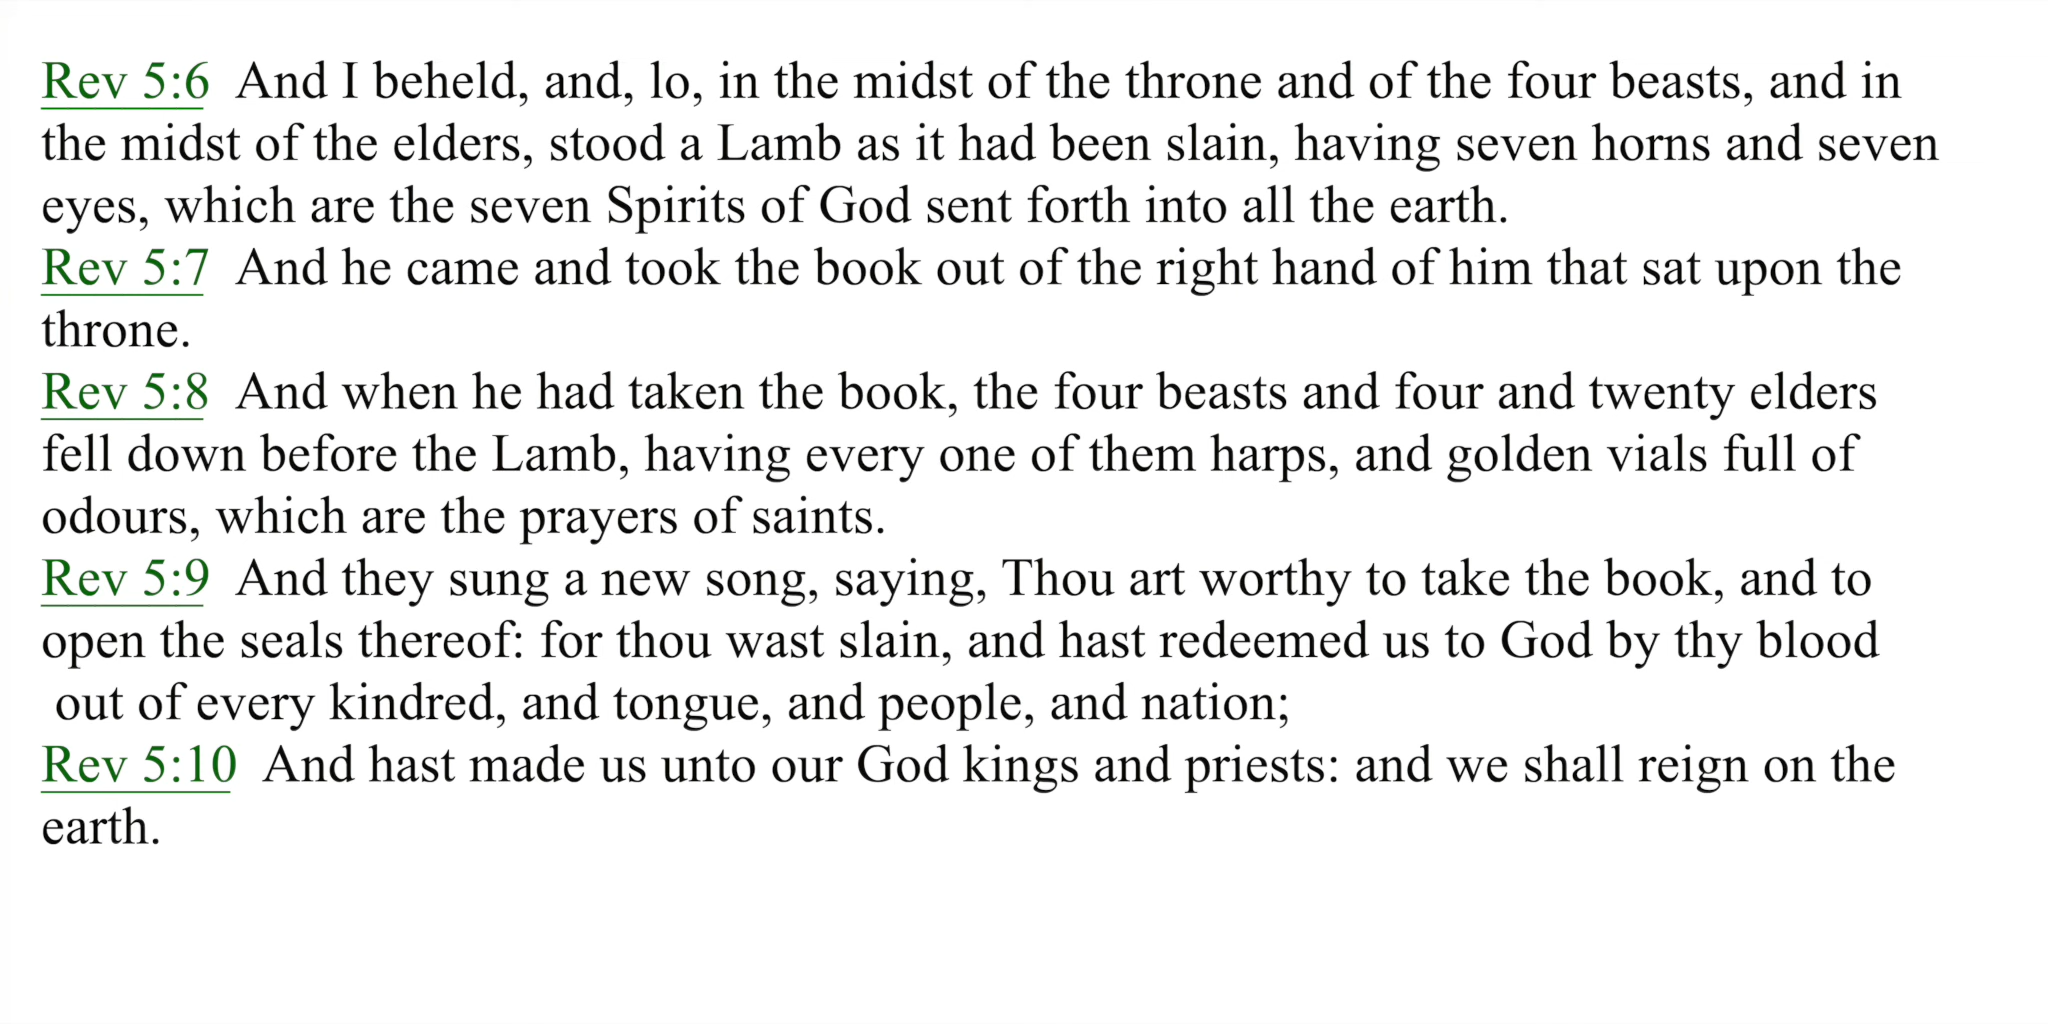 Rev 5:6  And I beheld, and, lo, in the midst of the throne and of the four beasts, and in
the midst of the elders, stood a Lamb as it had been slain, having seven horns and seven
eyes, which are the seven Spirits of God sent forth into all the earth.
Rev 5:7  And he came and took the book out of the right hand of him that sat upon the
throne.
Rev 5:8  And when he had taken the book, the four beasts and four and twenty elders
fell down before the Lamb, having every one of them harps, and golden vials full of
odours, which are the prayers of saints.
Rev 5:9  And they sung a new song, saying, Thou art worthy to take the book, and to
open the seals thereof: for thou wast slain, and hast redeemed us to God by thy blood
out of every kindred, and tongue, and people, and nation;
Rev 5:10  And hast made us unto our God kings and priests: and we shall reign on the
earth.